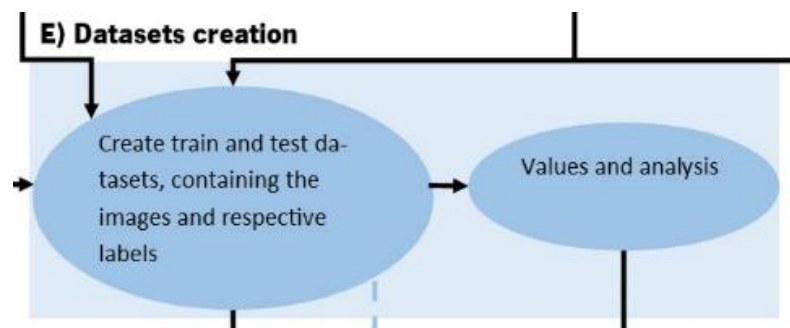 E) Datasets creation
Create train and test da-
tasets, containing the
images and respective
labels
Values and analysis